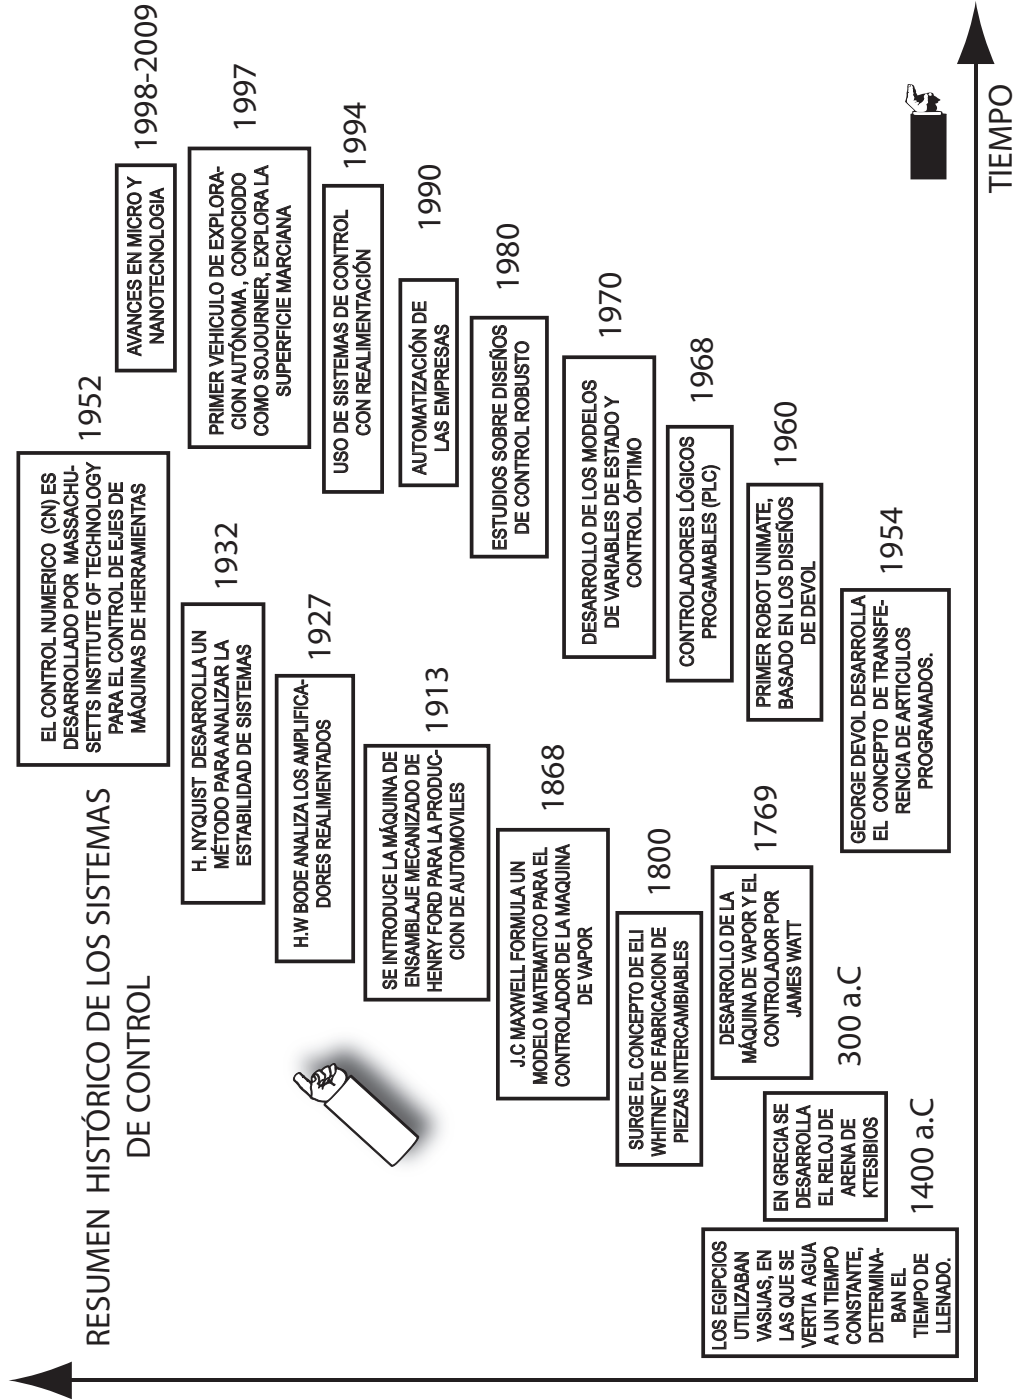 RESUMEN HISTÓRICO DE LOS SISTEMAS
DE CONTROL
LOS EGIPCIOS
UTILIZABAN
VASIJAS, EN
LAS QUE SE
VERTIA AGUA
A UN TIEMPO
CONSTANTE,
DETERMINA-
BAN EL
TIEMPO DE
LLENADO.
1400 a.C
EN GRECIA SE
DESARROLLA
EL RELOJ DE
ARENA DE
KTESIBIOS
300 a.C
DESARROLLO DE LA
MÁQUINA DE VAPOR Y EL
CONTROLADOR POR
JAMES WATT
1769
SURGE EL CONCEPTO DE ELI
WHITNEY DE FABRICACION DE
PIEZAS INTERCAMBIABLES
1800
J.C MAXWELL FORMULA UN
MODELO MATEMATICO PARA EL
CONTROLADOR DE LA MAQUINA
DE VAPOR
1868
SE INTRODUCE LA MÁQUINA DE
ENSAMBLAJE MECANIZADO DE
HENRY FORD PARA LA PRODUC-
CION DE AUTOMOVILES
1913
H.W BODE ANALIZA LOS AMPLIFICA-
DORES REALIMENTADOS
1927
H. NYQUIST DESARROLLA UN
MÉTODO PARA ANALIZAR LA
ESTABILIDAD DE SISTEMAS
1932
EL CONTROL NUMERICO (CN) ES
DESARROLLADO POR MASSACHU-
SETTS INSTITUTE OF TECHNOLOGY
PARA EL CONTROL DE EJES DE
MÁQUINAS DE HERRAMIENTAS
1952
GEORGE DEVOL DESARROLLA
EL CONCEPTO DE TRANSFE-
RENCIA DE ARTICULOS
PROGRAMADOS.
1954
PRIMER ROBOT UNIMATE,
BASADO EN LOS DISEÑOS
DE DEVOL
1960
CONTROLADORES LÓGICOS
PROGAMABLES (PLC)
1968
DESARROLLO DE LOS MODELOS
DE VARIABLES DE ESTADO Y
CONTROL ÓPTIMO
1970
ESTUDIOS SOBRE DISEÑOS
DE CONTROL ROBUSTO
1980
AUTOMATIZACIÓN DE
LAS EMPRESAS
1990
USO DE SISTEMAS DE CONTROL
CON REALIMENTACIÓN
1994
PRIMER VEHICULO DE EXPLORA-
CION AUTÓNOMA , CONOCIODO
COMO SOJOURNER, EXPLORA LA
SUPERFICIE MARCIANA
1997
AVANCES EN MICRO Y
NANOTECNOLOGIA
1998-2009
TIEMPO